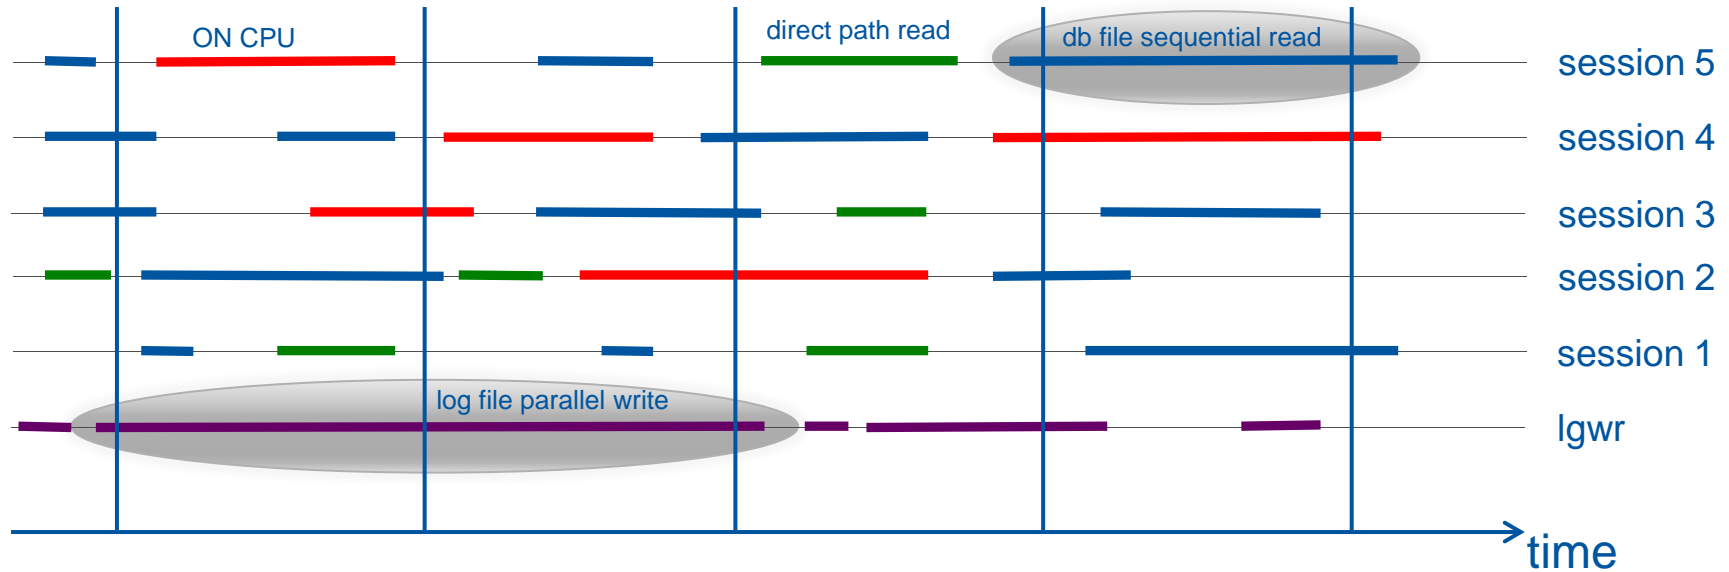 ON CPU
direct path read
db file sequential read
session 5
session 4
session 3
session 2
session 1
log file parallel write
lgwr
time